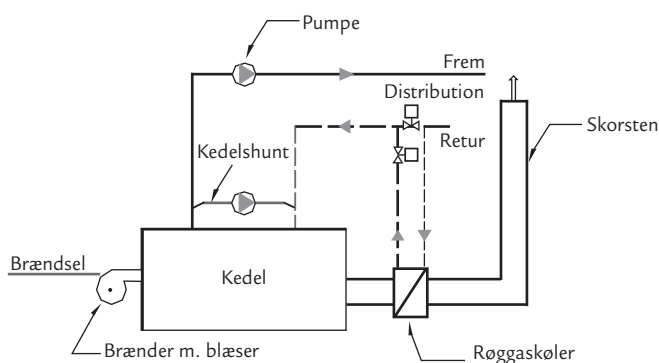 Pumpe
Frem
Distribution
Retur
Skorsten
Kedelshunt
Brændsel
Kedel
Brænder m. blæser
Røggaskøler